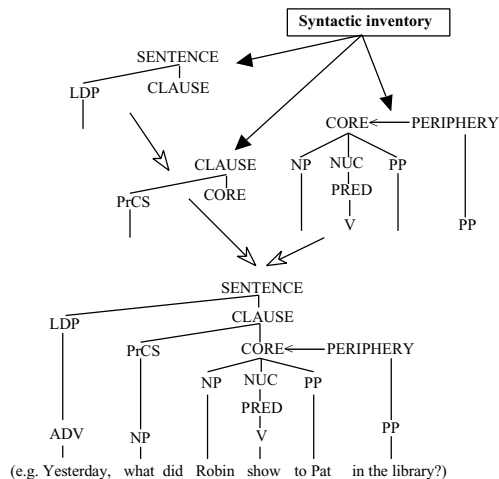 Syntactic inventory
SENTENCE
LDP CLAUSE
CORE PERIPHERY
CLAUSE NP NUC PP
PrCS CORE PRED
V PP
SENTENCE
LDP CLAUSE
PrCS CORE PERIPHERY
NP NUC PP
PRED
ADV NP V PP
(e.g. Yesterday, what did Robin show to Pat in the library?)